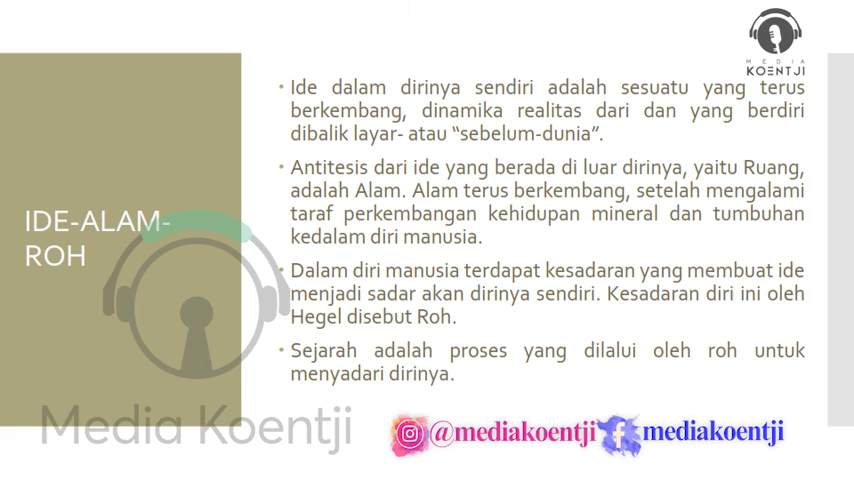 MEDIA
KOENTJI
IDE-ALAM-
ROH
• Ide dalam dirinya sendiri adalah sesuatu yang terus
berkembang, dinamika realitas dari dan yang berdiri
dibalik layar- atau “sebelum-dunia”.
• Antitesis dari ide yang berada di luar dirinya, yaitu Ruang,
adalah Alam. Alam terus berkembang, setelah mengalami
taraf perkembangan kehidupan mineral dan tumbuhan
kedalam diri manusia.
• Dalam diri manusia terdapat kesadaran yang membuat ide
menjadi sadar akan dirinya sendiri. Kesadaran diri ini oleh
Hegel disebut Roh.
• Sejarah adalah proses yang dilalui oleh roh untuk
menyadari dirinya.
Media Koentji
@mediakoentji mediakoentji